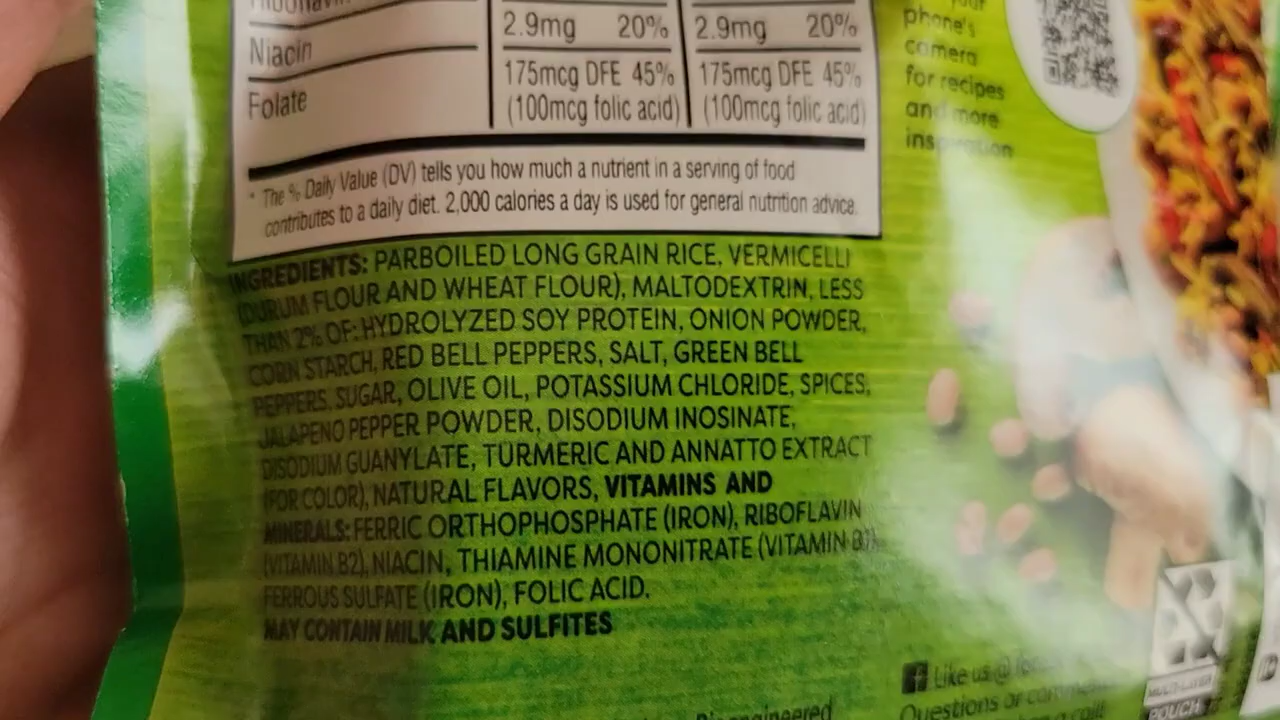 2.9mg 20% 2.9mg 20%
Niacin
175mcg DFE 45% 175mcg DFE 45%
Folate (100mcg folic acid) (100mcg folic acid)
* The % Daily Value (DV) tells you how much a nutrient in a serving of food
contributes to a daily diet. 2,000 calories a day is used for general nutrition advice.
INGREDIENTS: PARBOILED LONG GRAIN RICE, VERMICELLI
(DURUM FLOUR AND WHEAT FLOUR), MALTODEXTRIN, LESS
THAN 2% OF: HYDROLYZED SOY PROTEIN, ONION POWDER,
CORN STARCH, RED BELL PEPPERS, SALT, GREEN BELL
PEPPERS, SUGAR, OLIVE OIL, POTASSIUM CHLORIDE, SPICES,
JALAPENO PEPPER POWDER, DISODIUM INOSINATE,
DISODIUM GUANYLATE, TURMERIC AND ANNATTO EXTRACT
(FOR COLOR), NATURAL FLAVORS, VITAMINS AND
MINERALS: FERRIC ORTHOPHOSPHATE (IRON), RIBOFLAVIN
(VITAMIN B2), NIACIN, THIAMINE MONONITRATE (VITAMIN B1),
FERROUS SULFATE (IRON), FOLIC ACID.
MAY CONTAIN MILK AND SULFITES
phone's
camera
for recipes
and more
inspiration
Like us @
Questions or
MULTI-LAYER
POUCH